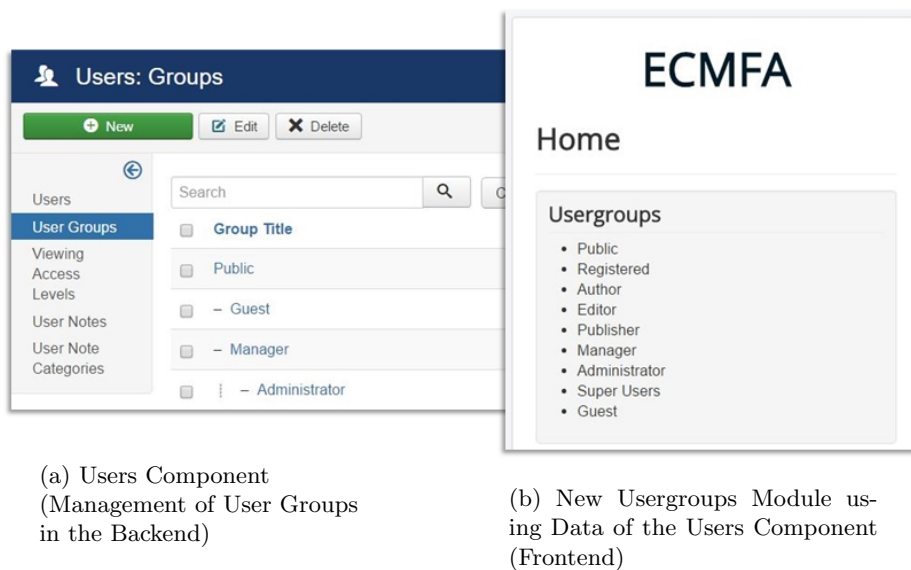 Users: Groups
New
Edit
Delete
Users
User Groups
Viewing
Access
Levels
User Notes
User Note
Categories
Search
Group Title
Public
– Guest
– Manager
– Administrator
ECMFA
Home
Usergroups
• Public
• Registered
• Author
• Editor
• Publisher
• Manager
• Administrator
• Super Users
• Guest
(a) Users Component
(Management of User Groups
in the Backend)
(b) New Usergroups Module us-
ing Data of the Users Component
(Frontend)